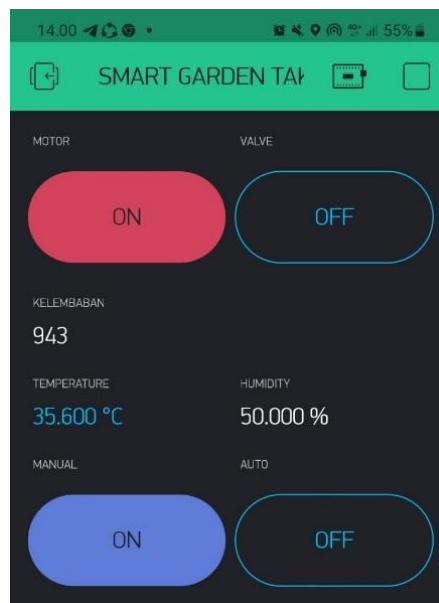 14.00 55%
SMART GARDEN TAK
MOTOR VALVE
ON OFF
KELEMBABAN
943
TEMPERATURE HUMIDITY
35.600 °C 50.000 %
MANUAL AUTO
ON OFF